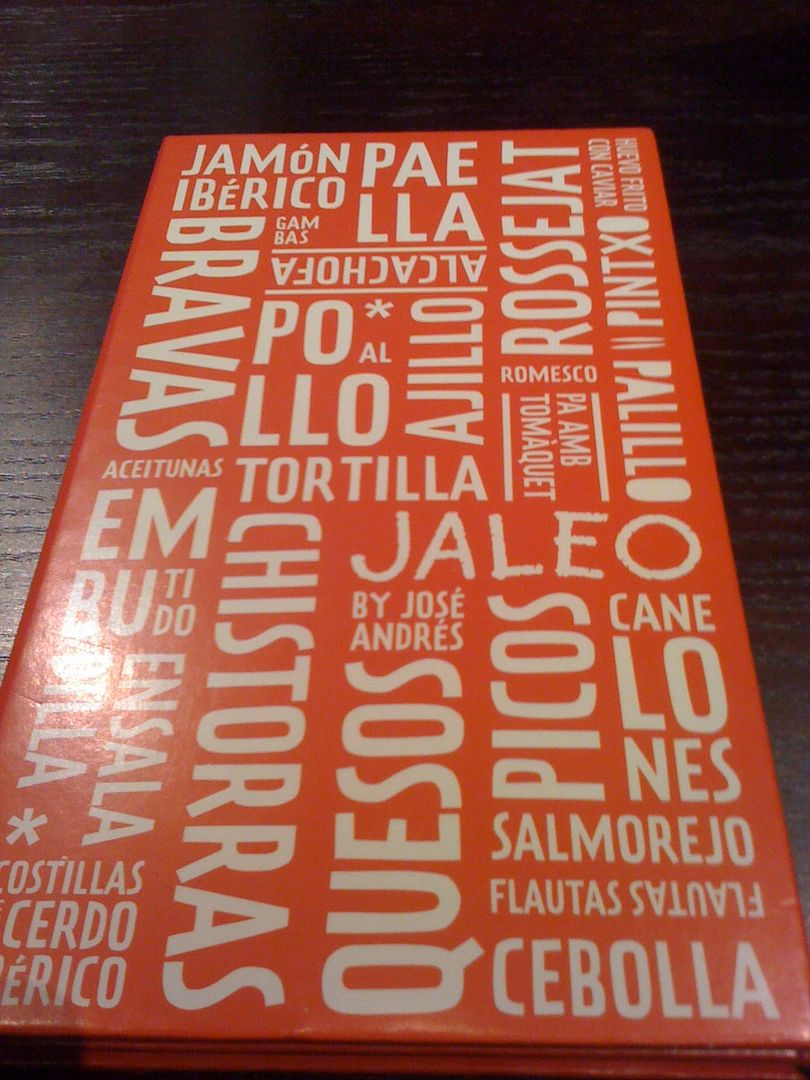 JAMÓN
IBÉRICO
PAE
LLA
GAM
BAS
ALCACHOFA
BRAVAS
ROSSEJAT
HUEVO FRITO
CON CAVIAR
PINTXO
PALILLO
PO*
LLO
AL
AJILLO
ROMESCO
PA AMB
TOMÀQUET
ACEITUNAS
TORTILLA
EM
BU
TI
DO
CHISTORRAS
JALEO
BY JOSÉ
ANDRÉS
QUESOS
PICOS
CANE
LO
NES
ENSALA
DILLA*
SALMOREJO
FLAUTAS FLAUTAS
COSTILLAS
CERDO
IBÉRICO
CEBOLLA